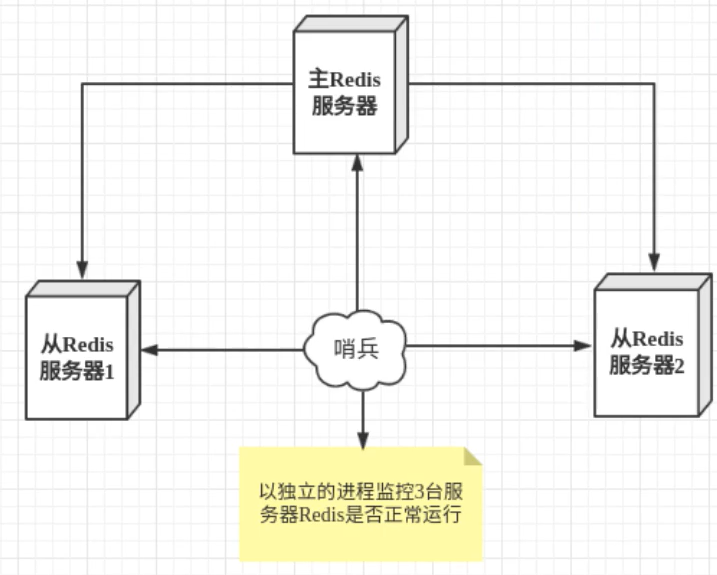 主Redis
服务器
从Redis
服务器1
哨兵
从Redis
服务器2
以独立的进程监控3台服
务器Redis是否正常运行